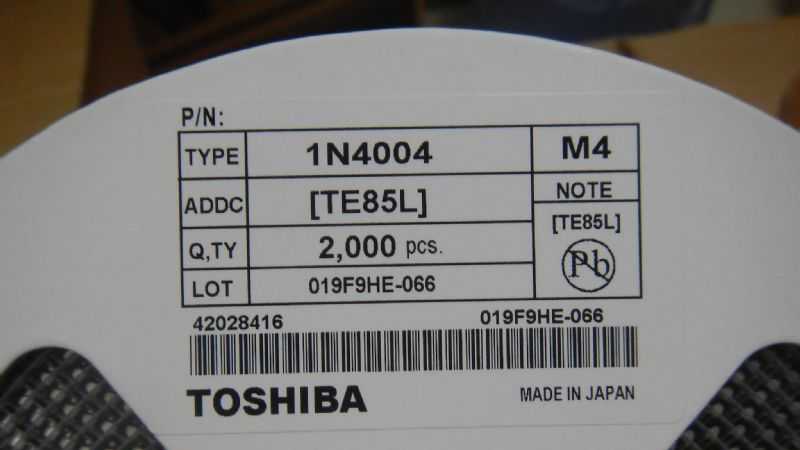 P/N:
TYPE 1N4004 M4
ADDC [TE85L] NOTE
Q,TY 2,000 pcs. [TE85L]
LOT 019F9HE-066 Pb
42028416 019F9HE-066
TOSHIBA MADE IN JAPAN